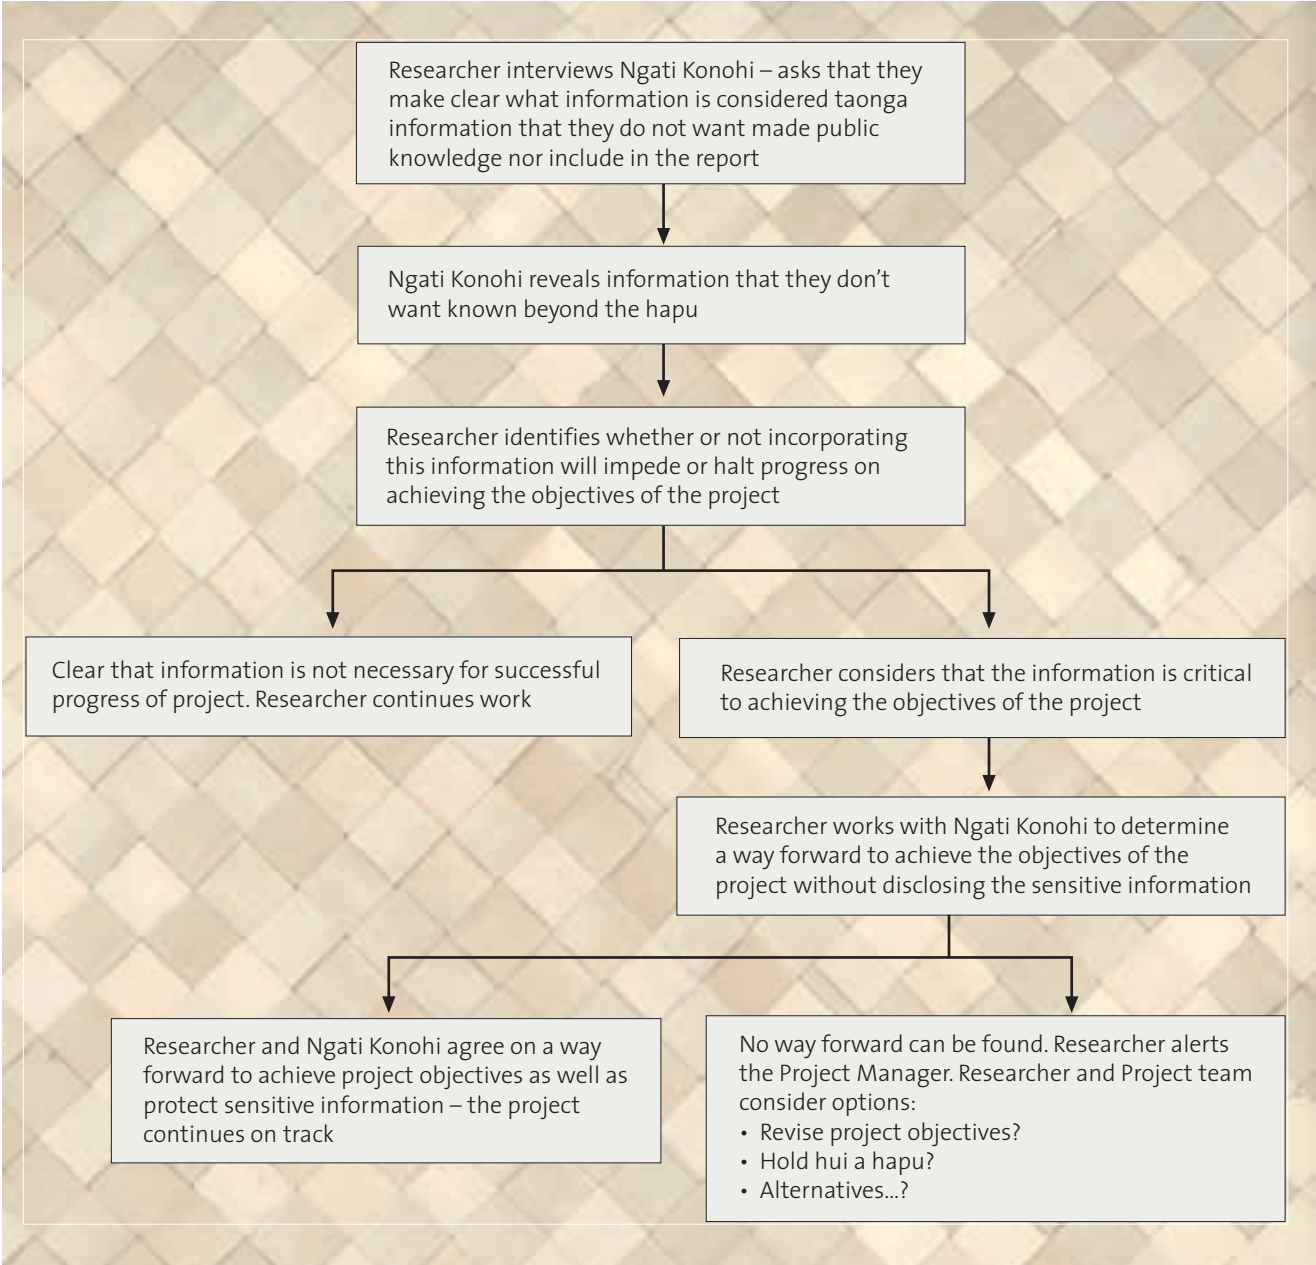 Researcher interviews Ngati Konohi – asks that they
make clear what information is considered taonga
information that they do not want made public
knowledge nor include in the report
Ngati Konohi reveals information that they don’t
want known beyond the hapu
Researcher identifies whether or not incorporating
this information will impede or halt progress on
achieving the objectives of the project
Clear that information is not necessary for successful
progress of project. Researcher continues work
Researcher considers that the information is critical
to achieving the objectives of the project
Researcher works with Ngati Konohi to determine
a way forward to achieve the objectives of the
project without disclosing the sensitive information
Researcher and Ngati Konohi agree on a way
forward to achieve project objectives as well as
protect sensitive information – the project
continues on track
No way forward can be found. Researcher alerts
the Project Manager. Researcher and Project team
consider options:
• Revise project objectives?
• Hold hui a hapu?
• Alternatives...?